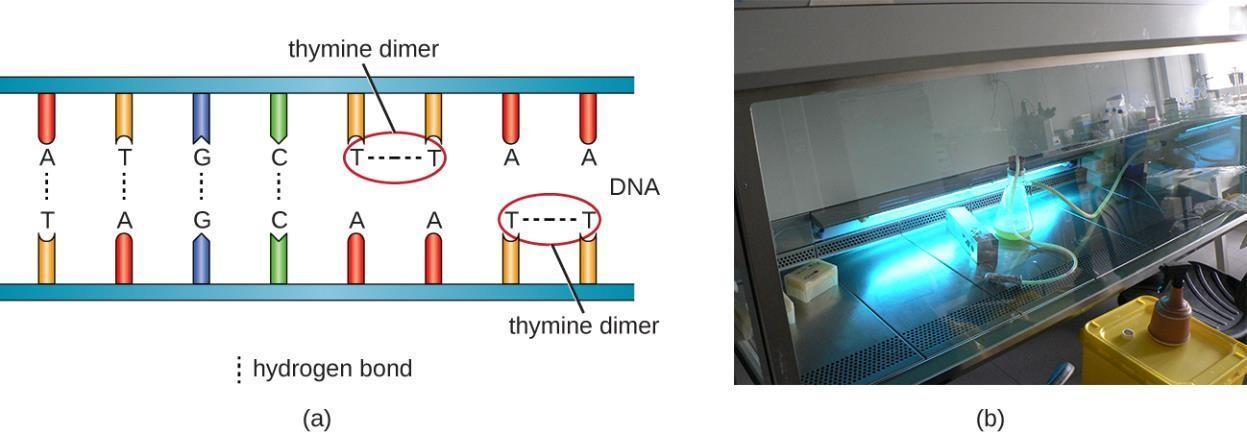 thymine dimer
A T G C T T A A
DNA
T A G C A A T T
thymine dimer
hydrogen bond
(a)
(b)